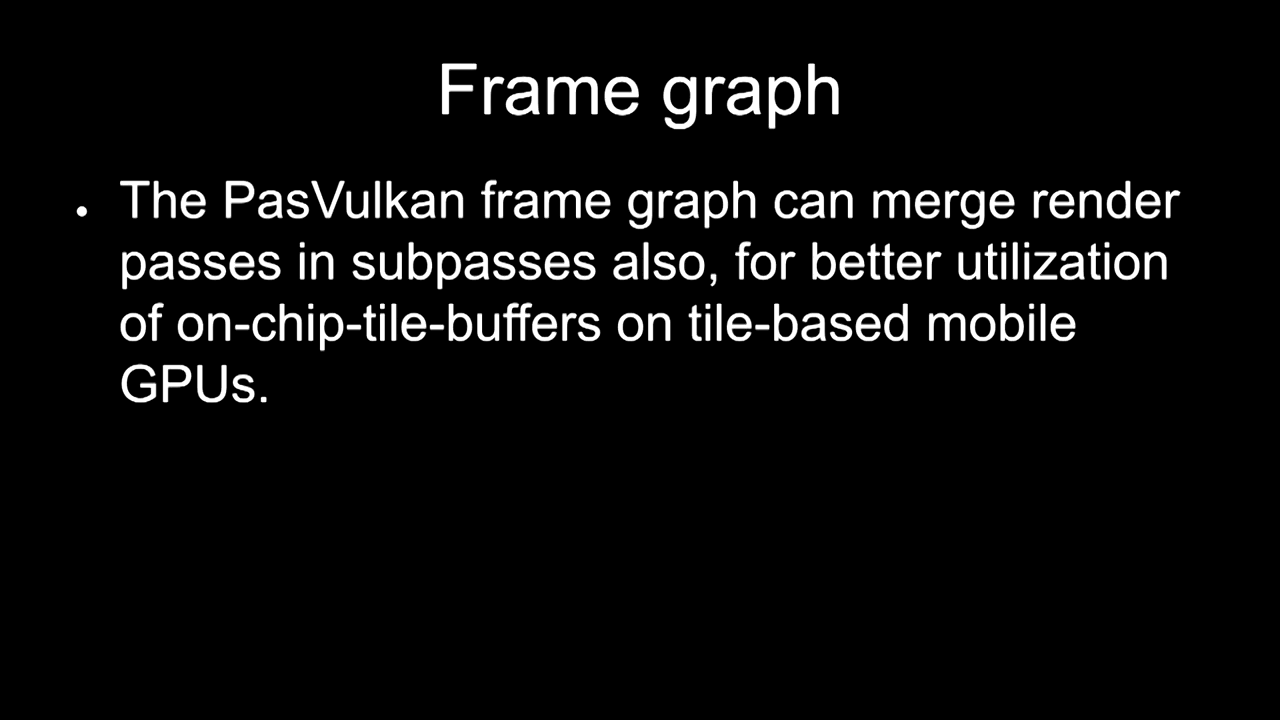 Frame graph
• The PasVulkan frame graph can merge render
passes in subpasses also, for better utilization
of on-chip-tile-buffers on tile-based mobile
GPUs.